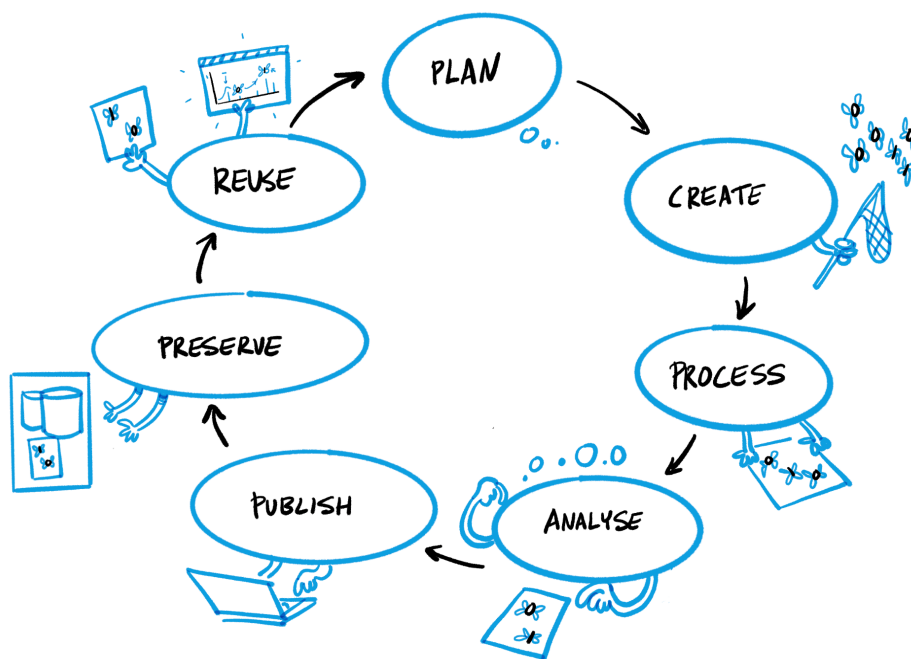 PLAN
CREATE
PROCESS
ANALYSE
PUBLISH
PRESERVE
REUSE